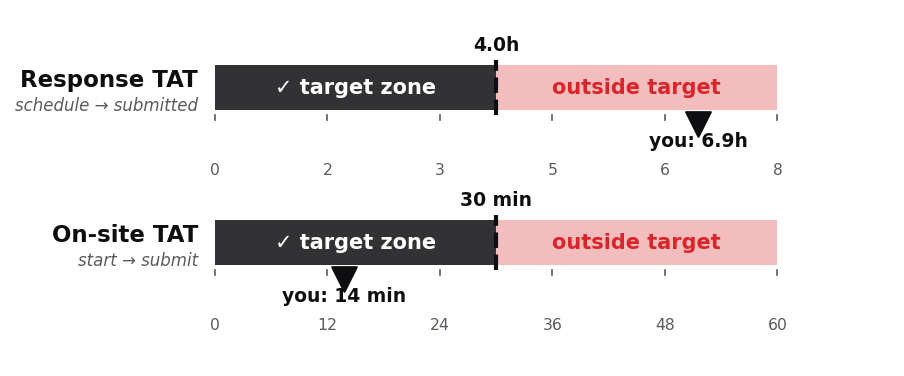 4.0h
Response TAT
✓ target zone
outside target
schedule → submitted
you: 6.9h
0 2 3 5 6 8
30 min
On-site TAT
✓ target zone
outside target
start → submit
you: 14 min
0 12 24 36 48 60